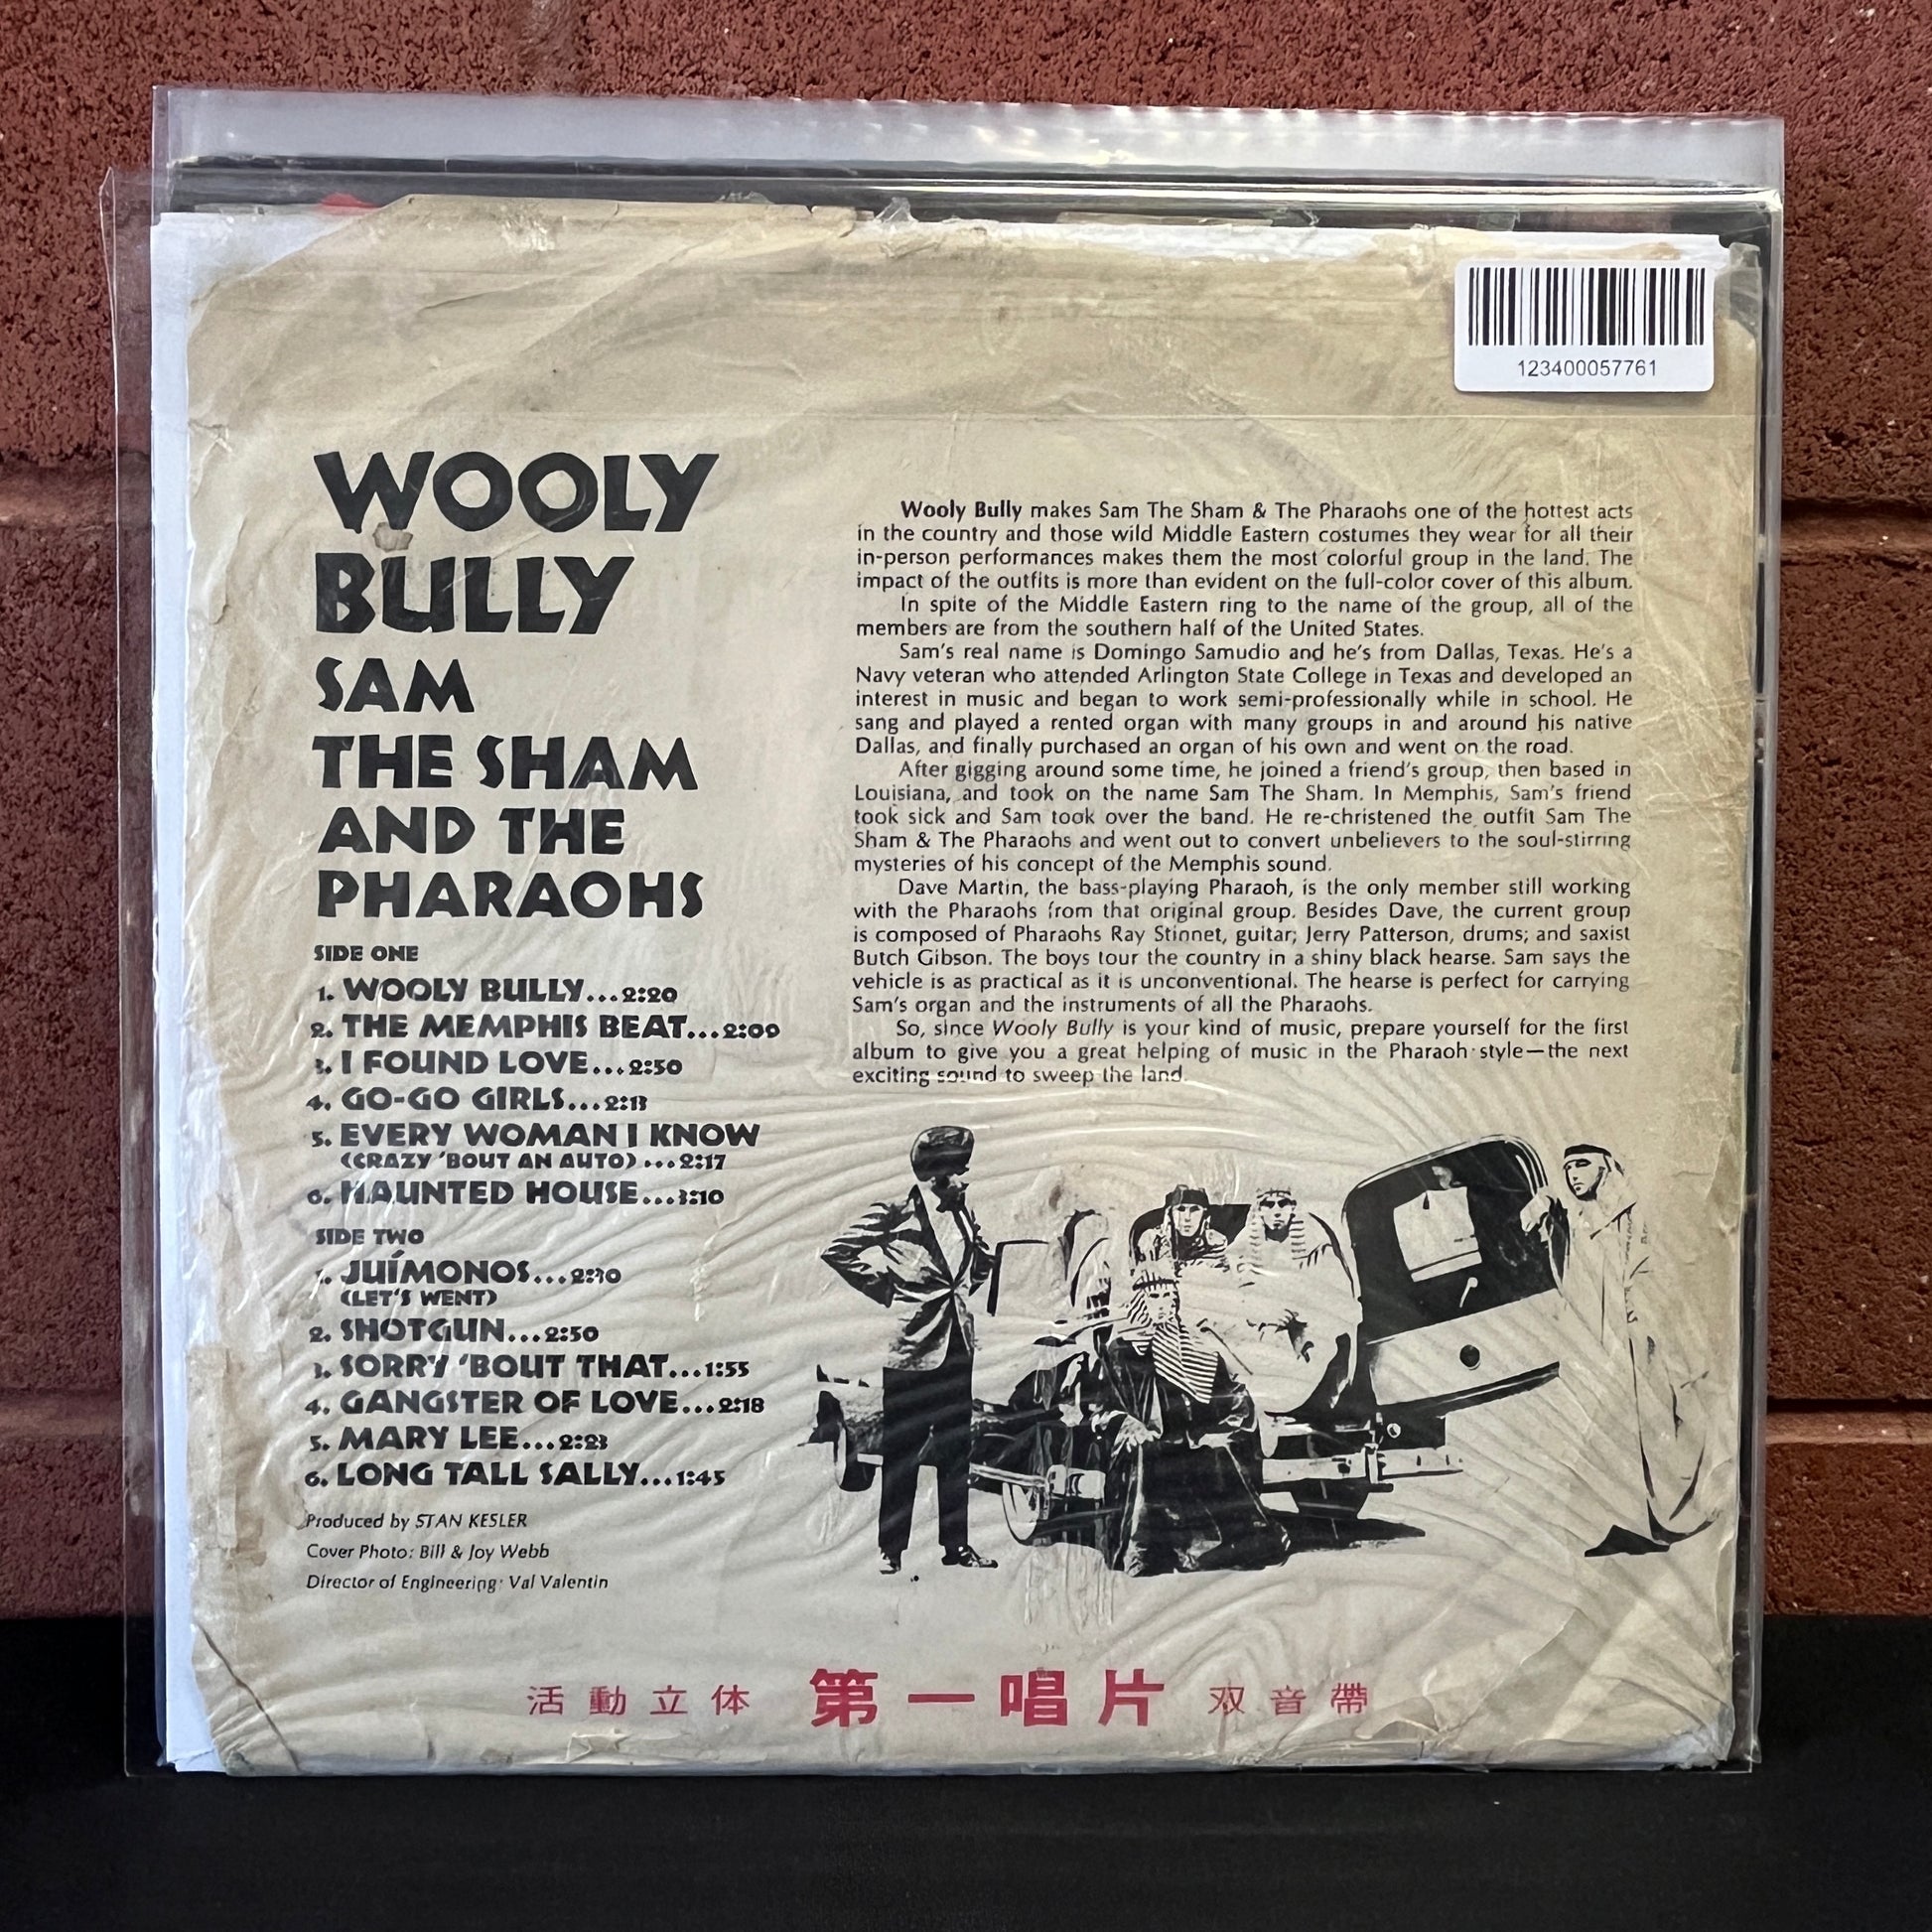 123400057761
WOOLY
BULLY
SAM
THE SHAM
AND THE
PHARAOHS
SIDE ONE
1. WOOLY BULLY...2:20
2. THE MEMPHIS BEAT...2:00
3. I FOUND LOVE...2:50
4. GO-GO GIRLS...2:13
5. EVERY WOMAN I KNOW
(CRAZY 'BOUT AN AUTO)...2:17
6. HAUNTED HOUSE...3:10
SIDE TWO
1. JUÍMONOS...2:30
(LET'S WENT)
2. SHOTGUN...2:50
3. SORRY 'BOUT THAT...1:55
4. GANGSTER OF LOVE...2:18
5. MARY LEE...2:23
6. LONG TALL SALLY...1:45
Produced by STAN KESLER
Cover Photo: Bill & Joy Webb
Director of Engineering: Val Valentin
Wooly Bully makes Sam The Sham & The Pharaohs one of the hottest acts
in the country and those wild Middle Eastern costumes they wear for all their
in-person performances makes them the most colorful group in the land. The
impact of the outfits is more than evident on the full-color cover of this album.
In spite of the Middle Eastern ring to the name of the group, all of the
members are from the southern half of the United States.
Sam's real name is Domingo Samudio and he's from Dallas, Texas. He's a
Navy veteran who attended Arlington State College in Texas and developed an
interest in music and began to work semi-professionally while in school. He
sang and played a rented organ with many groups in and around his native
Dallas, and finally purchased an organ of his own and went on the road.
After gigging around some time, he joined a friend's group, then based in
Louisiana, and took on the name Sam The Sham. In Memphis, Sam's friend
took sick and Sam took over the band. He re-christened the outfit Sam The
Sham & The Pharaohs and went out to convert unbelievers to the soul-stirring
mysteries of his concept of the Memphis sound.
Dave Martin, the bass-playing Pharaoh, is the only member still working
with the Pharaohs from that original group. Besides Dave, the current group
is composed of Pharaohs Ray Stinnet, guitar; Jerry Patterson, drums; and saxist
Butch Gibson. The boys tour the country in a shiny black hearse. Sam says the
vehicle is as practical as it is unconventional. The hearse is perfect for carrying
Sam's organ and the instruments of all the Pharaohs.
So, since Wooly Bully is your kind of music, prepare yourself for the first
album to give you a great helping of music in the Pharaoh style—the next
exciting sound to sweep the land.
活動立体 第一唱片 双音帶